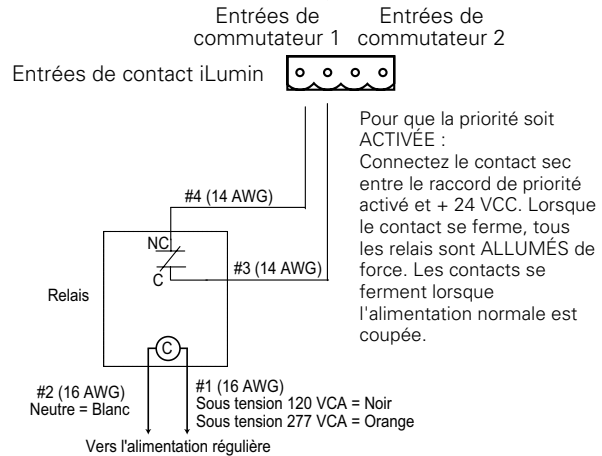 Entrées de commutateur 1
Entrées de commutateur 2
Entrées de contact iLumin
Pour que la priorité soit
ACTIVÉE :
Connectez le contact sec
entre le raccord de priorité
activé et + 24 VCC. Lorsque
le contact se ferme, tous
les relais sont ALLUMÉS de
force. Les contacts se
ferment lorsque
l'alimentation normale est
coupée.
#4 (14 AWG)
NC
C
#3 (14 AWG)
Relais
C
#2 (16 AWG)
Neutre = Blanc
#1 (16 AWG)
Sous tension 120 VCA = Noir
Sous tension 277 VCA = Orange
Vers l'alimentation régulière